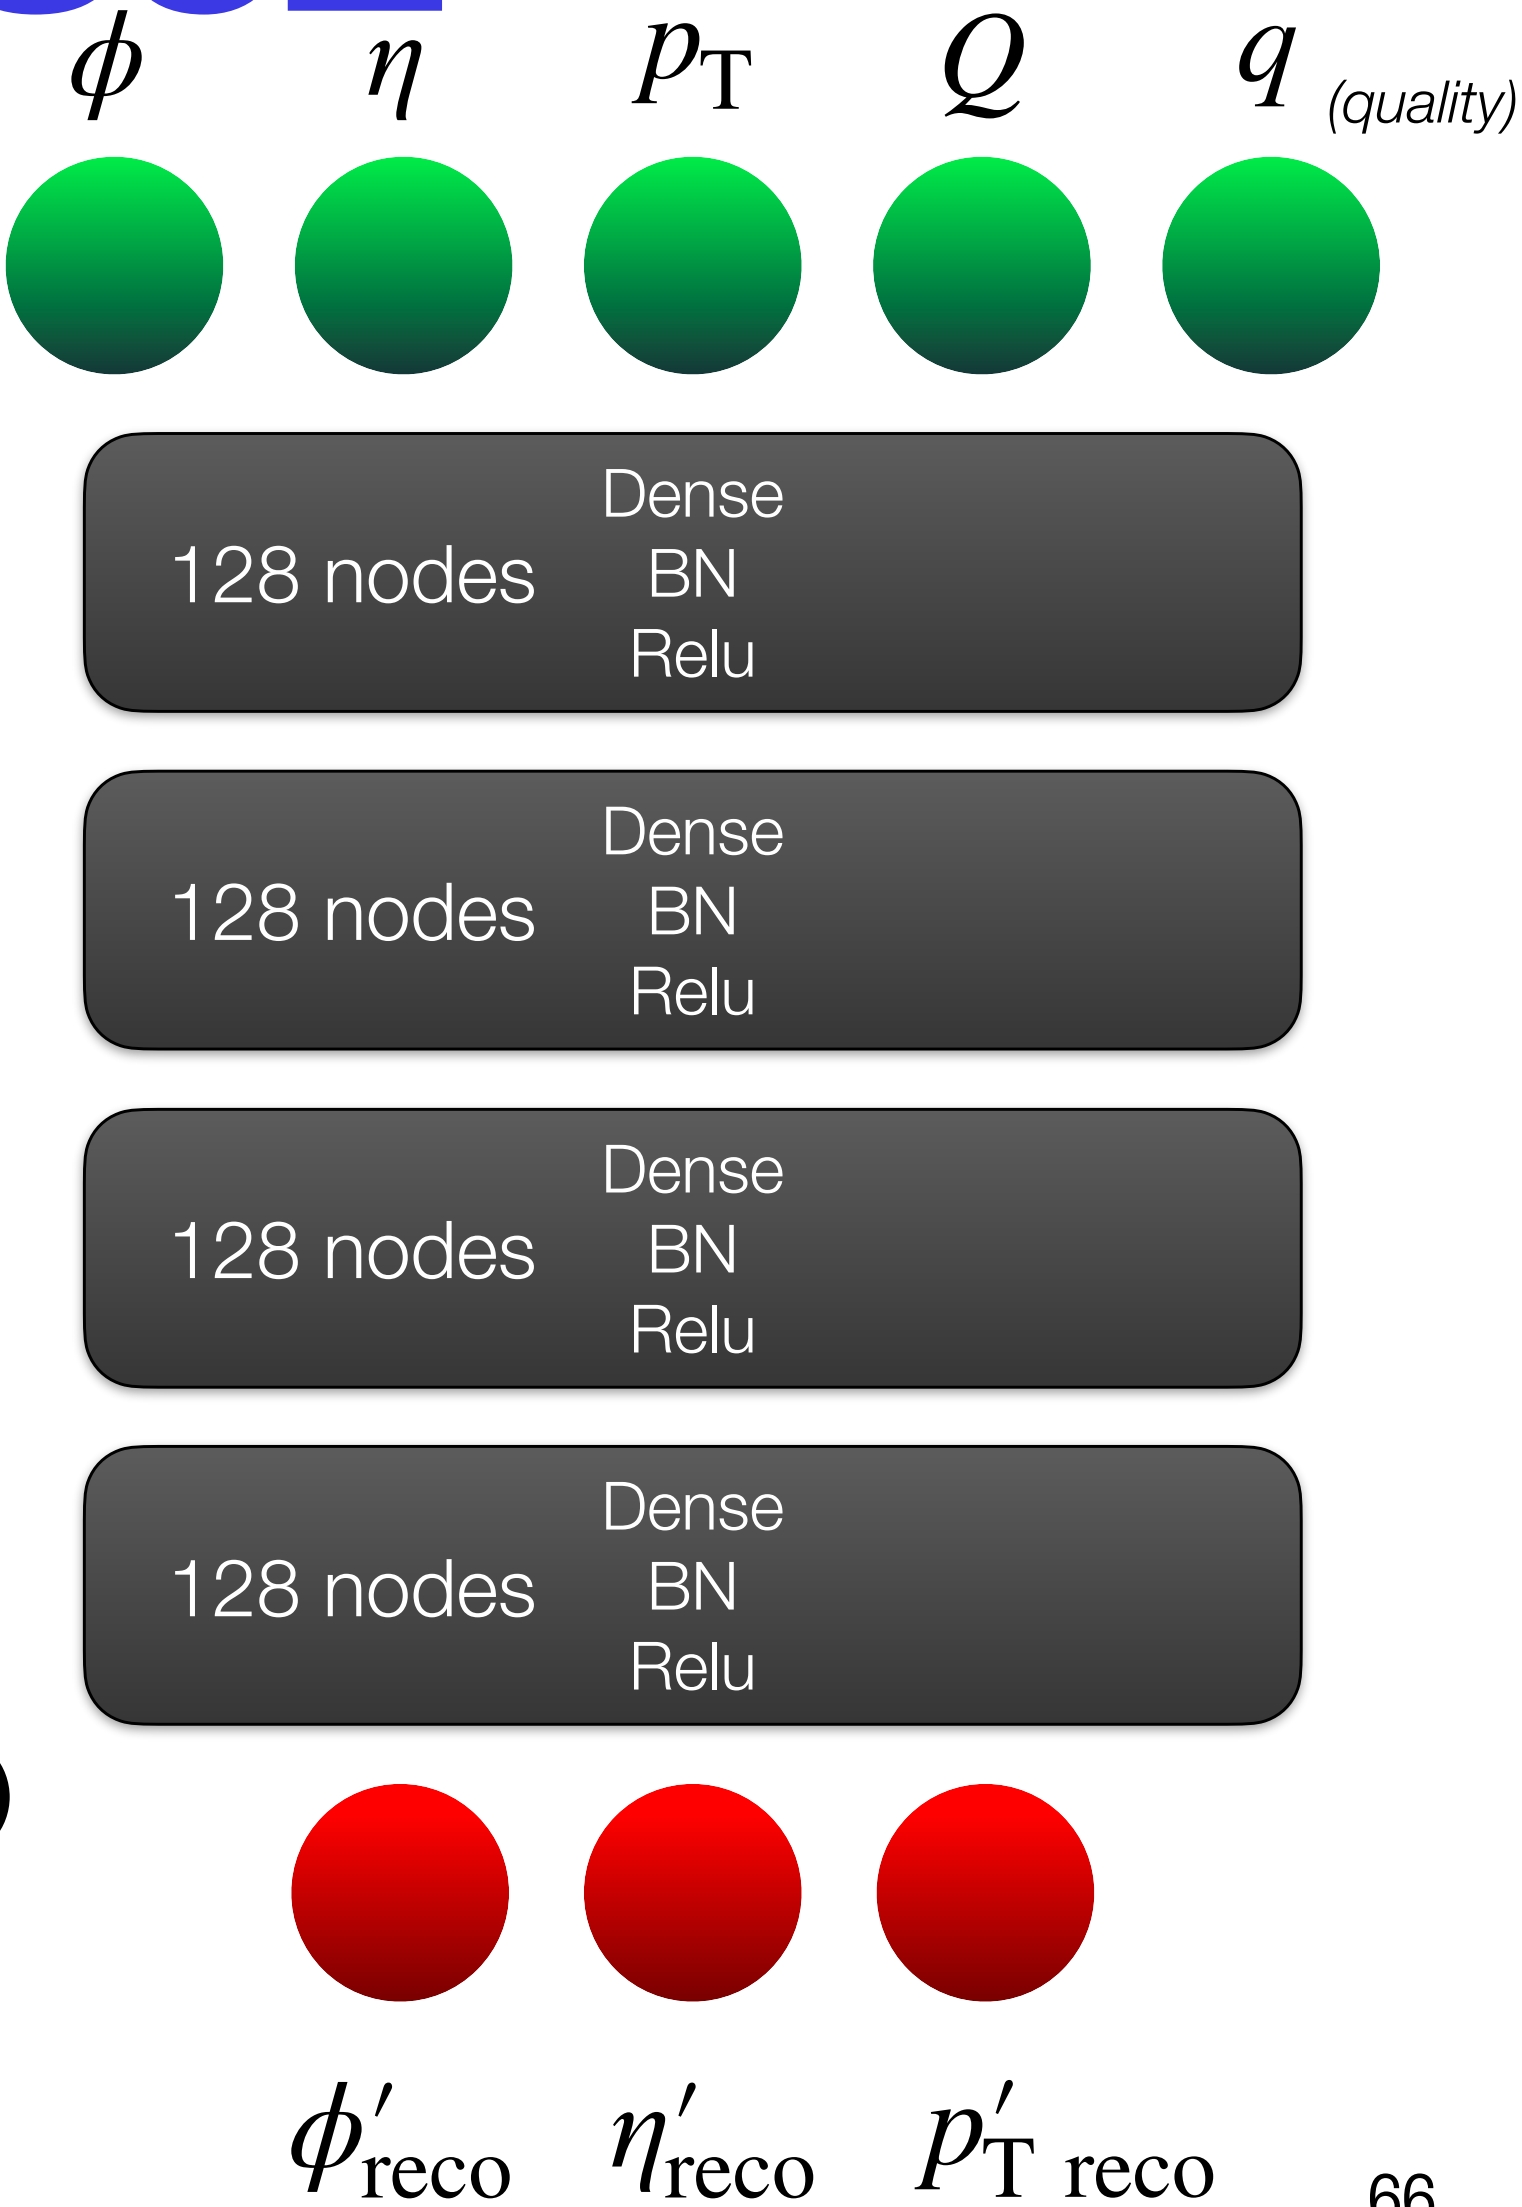 ϕ η p_T Q q (quality)
Dense
128 nodes BN
Relu
Dense
128 nodes BN
Relu
Dense
128 nodes BN
Relu
Dense
128 nodes BN
Relu
ϕ′_reco η′_reco p′_T reco
66